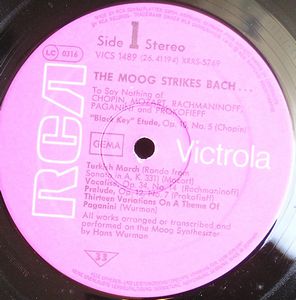 LC 0316
Side 1 Stereo
VICS 1489 (26.41194) XRRS-5769
THE MOOG STRIKES BACH...
To Say Nothing of
CHOPIN, MOZART, RACHMANINOFF,
PAGANINI and PROKOFIEFF
"Black Key" Etude, Op. 10, No. 5 (Chopin)
GEMA
RCA
Victrola
Turkish March (Rondo from
Sonata in A, K. 331) (Mozart)
Vocalise, Op. 34, No. 14 (Rachmaninoff)
Prelude, Op. 12, No. 7 (Prokofieff)
Thirteen Variations On A Theme Of
Paganini (Wurman)
All works arranged or transcribed and
performed on the Moog Synthesizer
by Hans Wurman
33